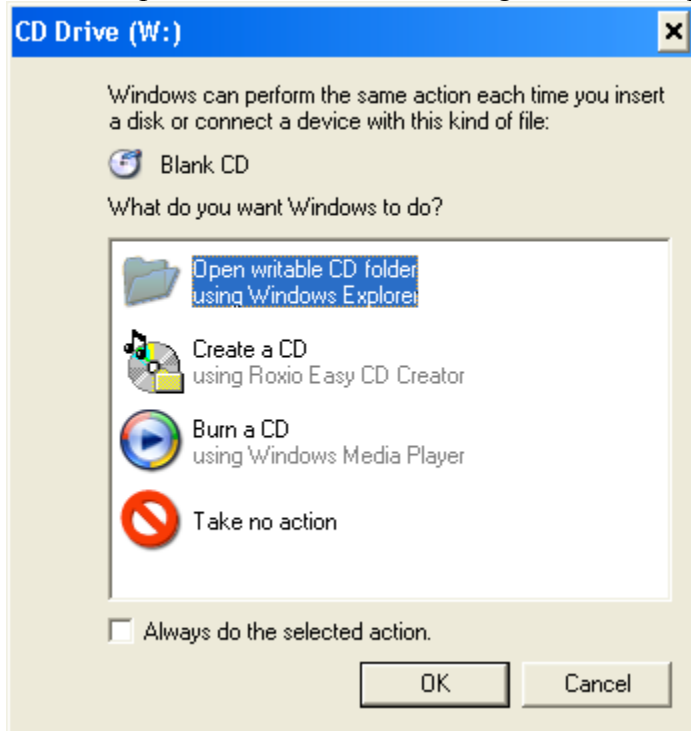 CD Drive (W:)
Windows can perform the same action each time you insert
a disk or connect a device with this kind of file:
Blank CD
What do you want Windows to do?
Open writable CD folder
using Windows Explorer
Create a CD
using Roxio Easy CD Creator
Burn a CD
using Windows Media Player
Take no action
Always do the selected action.
OK
Cancel